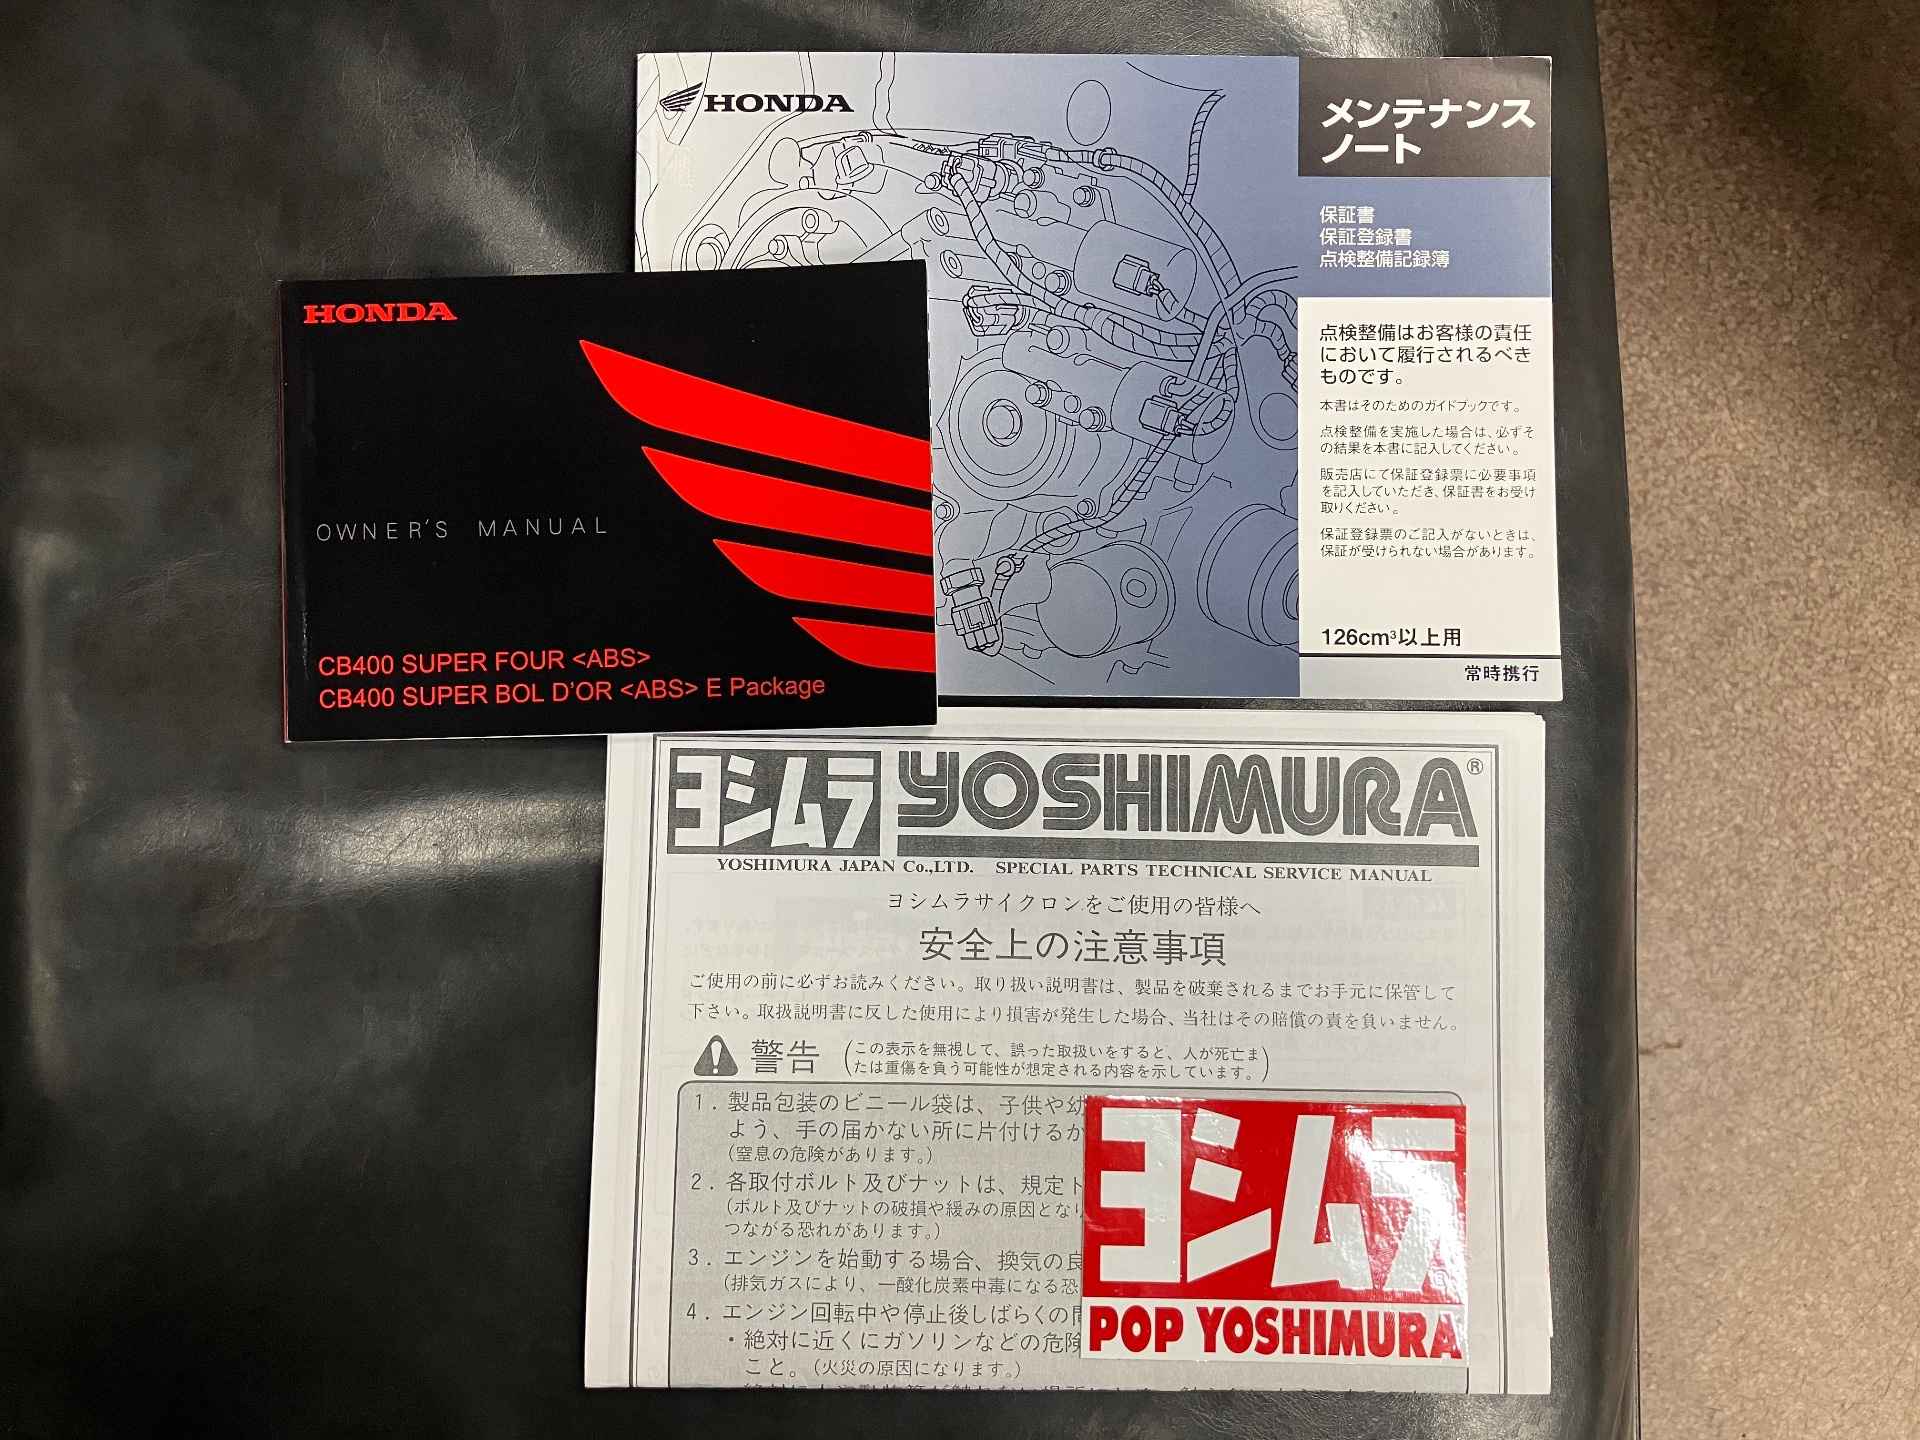 HONDA
メンテナンス
ノート
保証書
保証登録書
点検整備記録簿
点検整備はお客様の責任
において履行されるべき
ものです。
本書はそのためのガイドブックです。
点検整備を実施した場合は、必ずそ
の結果を本書に記入してください。
販売店にて保証登録票に必要事項
を記入していただき、保証書をお受け
取りください。
保証登録票のご記入がないときは、
保証が受けられない場合があります。
126cm³以上用
常時携行
HONDA
OWNER'S MANUAL
CB400 SUPER FOUR <ABS>
CB400 SUPER BOL D'OR <ABS> E Package
ヨシムラ YOSHIMURA®
YOSHIMURA JAPAN Co.,LTD. SPECIAL PARTS TECHNICAL SERVICE MANUAL
ヨシムラサイクロンをご使用の皆様へ
安全上の注意事項
ご使用の前に必ずお読みください。取り扱い説明書は、製品を破棄されるまでお手元に保管して
下さい。取扱説明書に反した使用により損害が発生した場合、当社はその賠償の責を負いません。
警告 (この表示を無視して、誤った取扱いをすると、人が死亡ま
たは重傷を負う可能性が想定される内容を示しています。)
1. 製品包装のビニール袋は、子供や幼
よう、手の届かない所に片付けるか
(窒息の危険があります。)
2. 各取付ボルト及びナットは、規定ト
(ボルト及びナットの破損や緩みの原因となり
つながる恐れがあります。)
3. エンジンを始動する場合、換気の良
(排気ガスにより、一酸化炭素中毒になる恐
4. エンジン回転中や停止後しばらくの間
・絶対に近くにガソリンなどの危険
こと。(火災の原因になります。)
ヨシムラ
POP YOSHIMURA